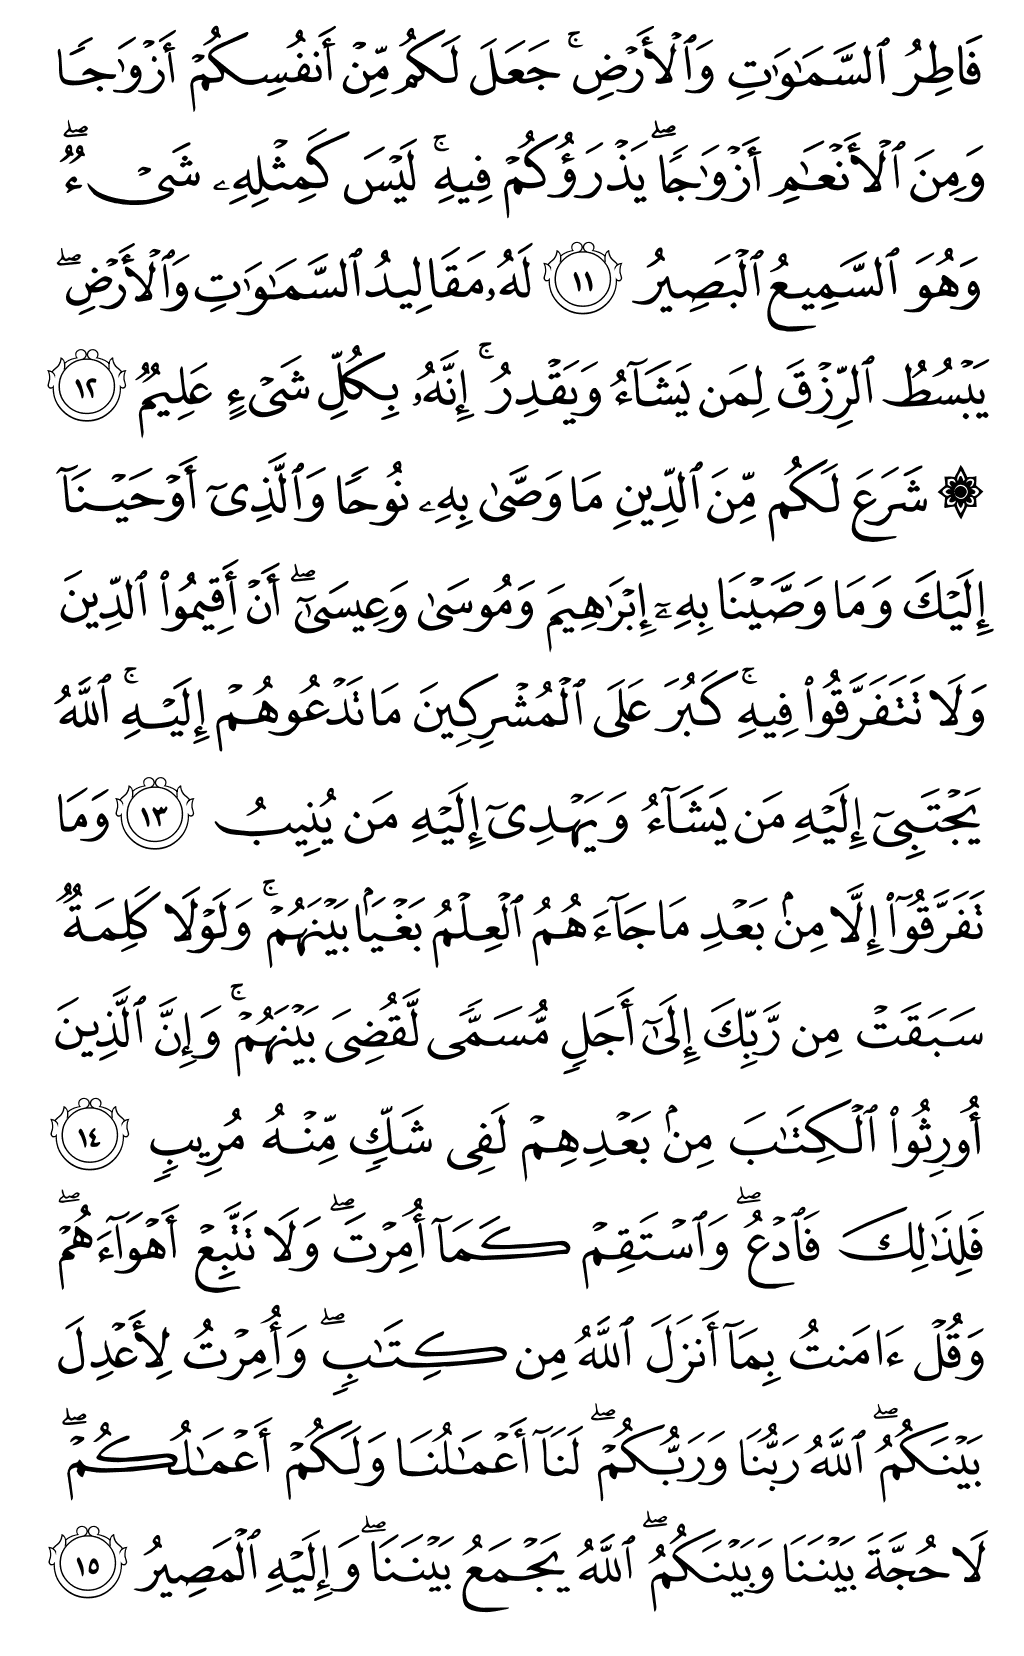 فَاطِرُ ٱلسَّمَٰوَٰتِ وَٱلْأَرْضِ ۚ جَعَلَ لَكُم مِّنْ أَنفُسِكُمْ أَزْوَٰجًا
وَمِنَ ٱلْأَنْعَٰمِ أَزْوَٰجًا ۖ يَذْرَؤُكُمْ فِيهِ ۚ لَيْسَ كَمِثْلِهِۦ شَىْءٌ ۖ
وَهُوَ ٱلسَّمِيعُ ٱلْبَصِيرُ ١١ لَهُۥ مَقَالِيدُ ٱلسَّمَٰوَٰتِ وَٱلْأَرْضِ ۖ
يَبْسُطُ ٱلرِّزْقَ لِمَن يَشَآءُ وَيَقْدِرُ ۚ إِنَّهُۥ بِكُلِّ شَىْءٍ عَلِيمٌ ١٢
۞ شَرَعَ لَكُم مِّنَ ٱلدِّينِ مَا وَصَّىٰ بِهِۦ نُوحًا وَٱلَّذِىٓ أَوْحَيْنَآ
إِلَيْكَ وَمَا وَصَّيْنَا بِهِۦٓ إِبْرَٰهِيمَ وَمُوسَىٰ وَعِيسَىٰٓ ۖ أَنْ أَقِيمُوا۟ ٱلدِّينَ
وَلَا تَتَفَرَّقُوا۟ فِيهِ ۚ كَبُرَ عَلَى ٱلْمُشْرِكِينَ مَا تَدْعُوهُمْ إِلَيْهِ ۚ ٱللَّهُ
يَجْتَبِىٓ إِلَيْهِ مَن يَشَآءُ وَيَهْدِىٓ إِلَيْهِ مَن يُنِيبُ ١٣ وَمَا
تَفَرَّقُوٓا۟ إِلَّا مِنۢ بَعْدِ مَا جَآءَهُمُ ٱلْعِلْمُ بَغْيًۢا بَيْنَهُمْ ۚ وَلَوْلَا كَلِمَةٌ
سَبَقَتْ مِن رَّبِّكَ إِلَىٰٓ أَجَلٍ مُّسَمًّى لَّقُضِىَ بَيْنَهُمْ ۚ وَإِنَّ ٱلَّذِينَ
أُورِثُوا۟ ٱلْكِتَٰبَ مِنۢ بَعْدِهِمْ لَفِى شَكٍّ مِّنْهُ مُرِيبٍ ١٤
فَلِذَٰلِكَ فَٱدْعُ ۖ وَٱسْتَقِمْ كَمَآ أُمِرْتَ ۖ وَلَا تَتَّبِعْ أَهْوَآءَهُمْ ۖ
وَقُلْ ءَامَنتُ بِمَآ أَنزَلَ ٱللَّهُ مِن كِتَٰبٍ ۖ وَأُمِرْتُ لِأَعْدِلَ
بَيْنَكُمُ ۖ ٱللَّهُ رَبُّنَا وَرَبُّكُمْ ۖ لَنَآ أَعْمَٰلُنَا وَلَكُمْ أَعْمَٰلُكُمْ ۖ
لَا حُجَّةَ بَيْنَنَا وَبَيْنَكُمُ ۖ ٱللَّهُ يَجْمَعُ بَيْنَنَا ۖ وَإِلَيْهِ ٱلْمَصِيرُ ١٥